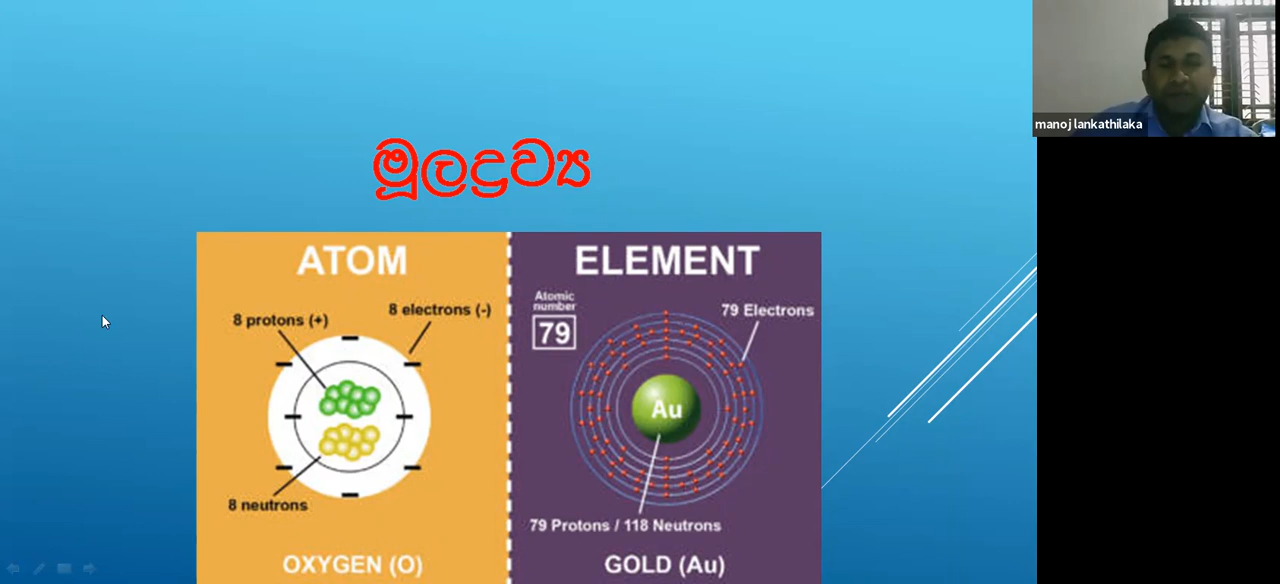 manoj lankathilaka
මූලද්‍රව්‍ය
ATOM
8 protons (+)
8 electrons (-)
8 neutrons
OXYGEN (O)
ELEMENT
Atomic
number
79
79 Electrons
Au
79 Protons / 118 Neutrons
GOLD (Au)